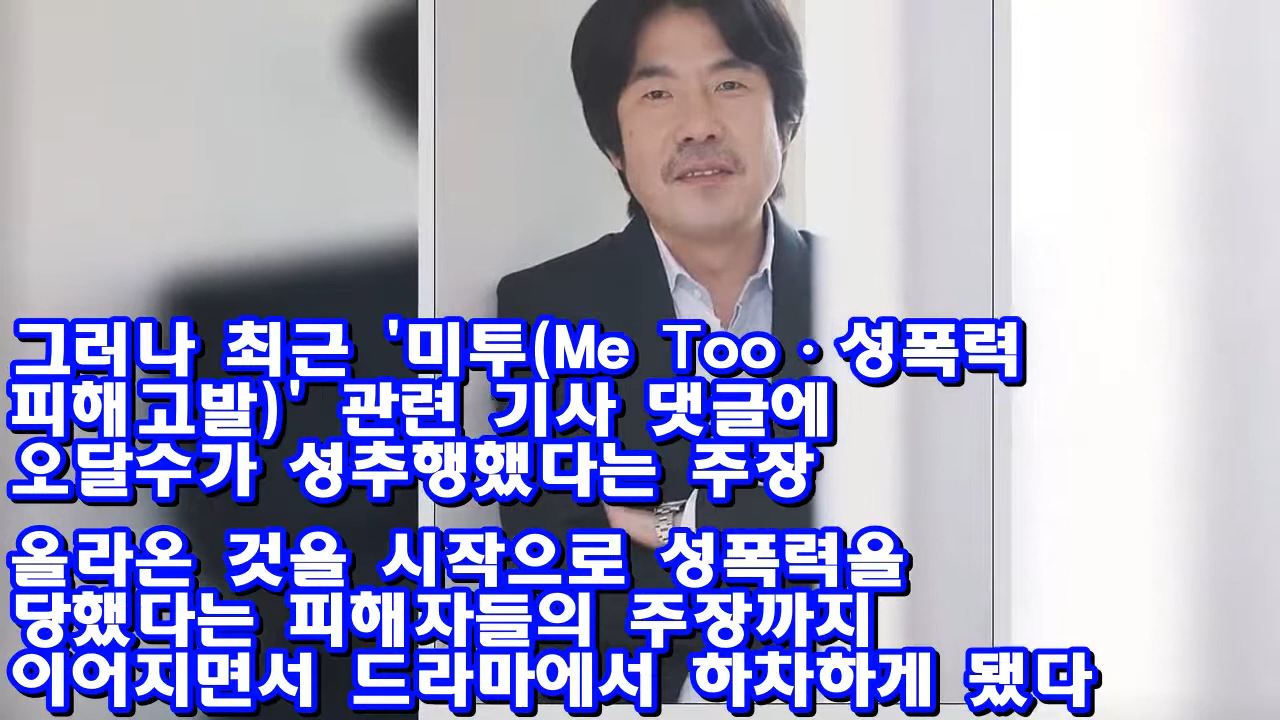 그러나 최근 '미투(Me Too·성폭력
피해고발)' 관련 기사 댓글에
오달수가 성추행했다는 주장
올라온 것을 시작으로 성폭력을
당했다는 피해자들의 주장까지
이어지면서 드라마에서 하차하게 됐다